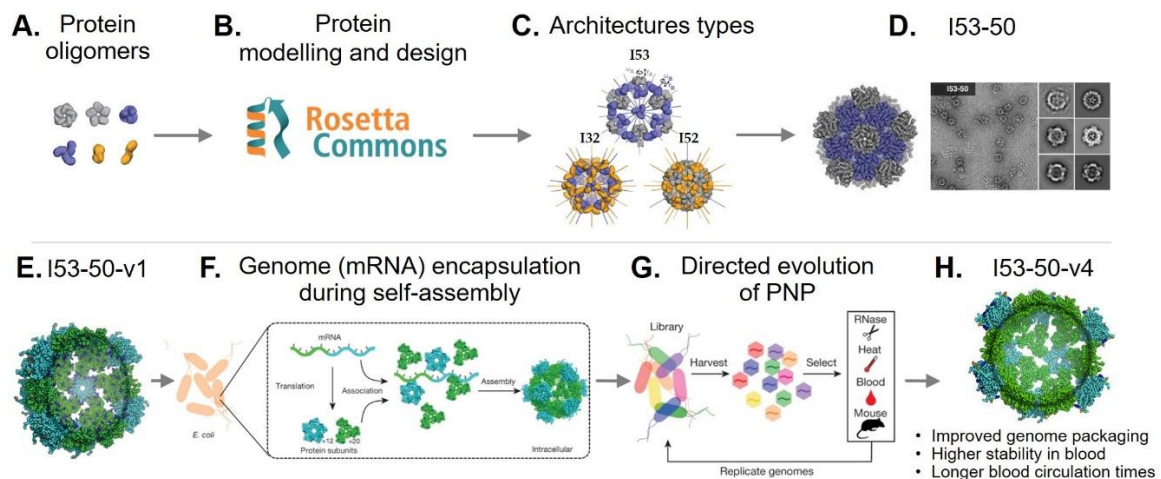 A. Protein
oligomers
B. Protein
modelling and design
Rosetta
Commons
C. Architectures types
I53
I32
I52
D. I53-50
I53-50
E. I53-50-v1
E. coli
F. Genome (mRNA) encapsulation
during self-assembly
mRNA
Translation
Association
Assembly
×12
×20
Protein subunits
Intracellular
G. Directed evolution
of PNP
Library
Harvest
Select
RNase
Heat
Blood
Mouse
Replicate genomes
H. I53-50-v4
• Improved genome packaging
• Higher stability in blood
• Longer blood circulation times